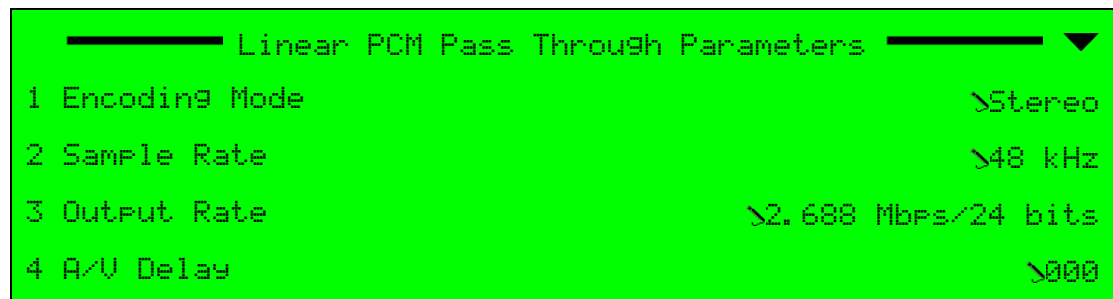 Linear PCM Pass Through Parameters
1 Encoding Mode Stereo
2 Sample Rate 48 kHz
3 Output Rate 2.688 Mbps/24 bits
4 A/V Delay 000